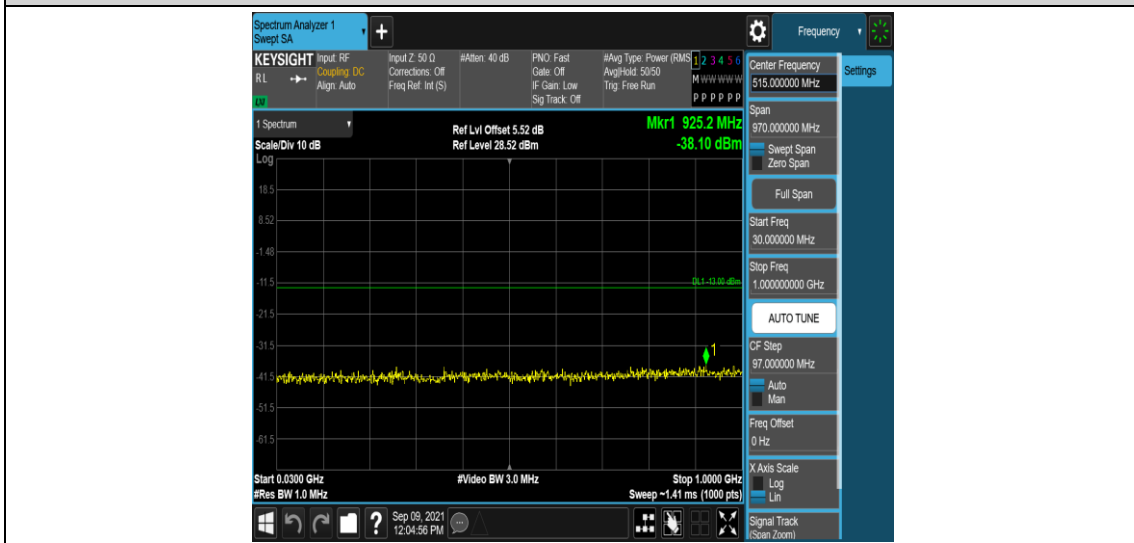 Spectrum Analyzer 1
Swept SA
+
Frequency
KEYSIGHT
RL
LXI
Input: RF
Coupling: DC
Align: Auto
Input Z: 50 Ω
Corrections: Off
Freq Ref: Int (S)
#Atten: 40 dB
PNO: Fast
Gate: Off
IF Gain: Low
Sig Track: Off
#Avg Type: Power (RMS
Avg|Hold: 50/50
Trig: Free Run
1 2 3 4 5 6
M W W W W W
P P P P P P
Center Frequency
515.000000 MHz
Settings
Span
970.000000 MHz
Swept Span
Zero Span
Full Span
Start Freq
30.000000 MHz
Stop Freq
1.000000000 GHz
AUTO TUNE
CF Step
97.000000 MHz
Auto
Man
Freq Offset
0 Hz
X Axis Scale
Log
Lin
Signal Track
(Span Zoom)
1 Spectrum
Scale/Div 10 dB
Log
Ref Lvl Offset 5.52 dB
Ref Level 28.52 dBm
Mkr1 925.2 MHz
-38.10 dBm
18.5
8.52
-1.48
-11.5
DL1 -13.00 dBm
-21.5
-31.5
1
-41.5
-51.5
-61.5
Start 0.0300 GHz
#Res BW 1.0 MHz
#Video BW 3.0 MHz
Stop 1.0000 GHz
Sweep ~1.41 ms (1000 pts)
?
Sep 09, 2021
12:04:56 PM